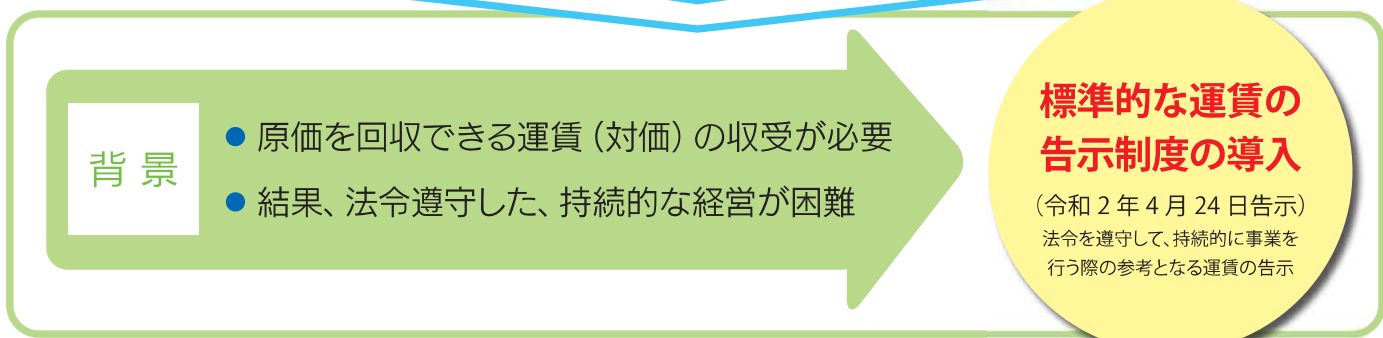 背景
● 原価を回収できる運賃（対価）の収受が必要
● 結果、法令遵守した、持続的な経営が困難
標準的な運賃の
告示制度の導入
（令和 2 年 4 月 24 日告示）
法令を遵守して、持続的に事業を
行う際の参考となる運賃の告示